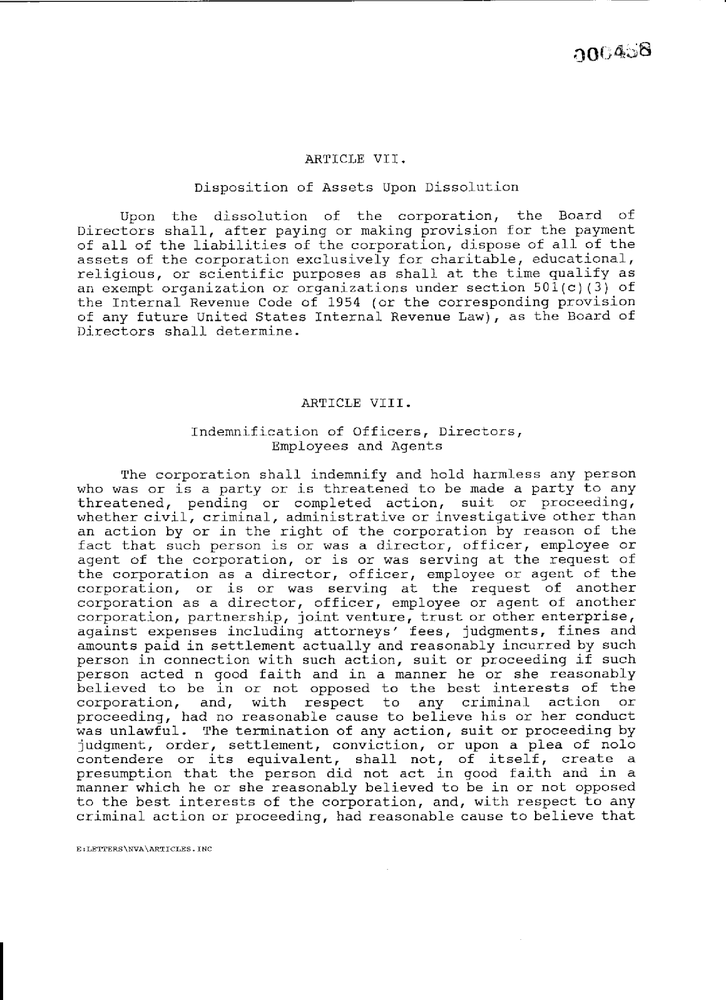 000458
ARTICLE VII.
Disposition of Assets Upon Dissolution
Upon the dissolution of the corporation, the Board of
Directors shall, after paying or making provision for the payment
of all of the liabilities of the corporation, dispose of all of the
assets of the corporation exclusively for charitable, educational,
religious, or scientific purposes as shall at the time qualify as
an exempt organization or organizations under section 501(c)(3) of
the Internal Revenue Code of 1954 (or the corresponding provision
of any future United States Internal Revenue Law), as the Board of
Directors shall determine.
ARTICLE VIII.
Indemnification of Officers, Directors,
Employees and Agents
The corporation shall indemnify and hold harmless any person
who was or is a party or is threatened to be made a party to any
threatened, pending or completed action, suit or proceeding,
whether civil, criminal, administrative or investigative other than
an action by or in the right of the corporation by reason of the
fact that such person is or was a director, officer, employee or
agent of the corporation, or is or was serving at the request of
the corporation as a director, officer, employee or agent of the
corporation, or is or was serving at the request of another
corporation as a director, officer, employee or agent of another
corporation, partnership, joint venture, trust or other enterprise,
against expenses including attorneys' fees, judgments, fines and
amounts paid in settlement actually and reasonably incurred by such
person in connection with such action, suit or proceeding if such
person acted n good faith and in a manner he or she reasonably
believed to be in or not opposed to the best interests of the
corporation, and, with respect to any criminal action or
proceeding, had no reasonable cause to believe his or her conduct
was unlawful. The termination of any action, suit or proceeding by
judgment, order, settlement, conviction, or upon a plea of nolo
contendere or its equivalent, shall not, of itself, create a
presumption that the person did not act in good faith and in a
manner which he or she reasonably believed to be in or not opposed
to the best interests of the corporation, and, with respect to any
criminal action or proceeding, had reasonable cause to believe that
E:LETTERS\NVA\ARTICLES.INC